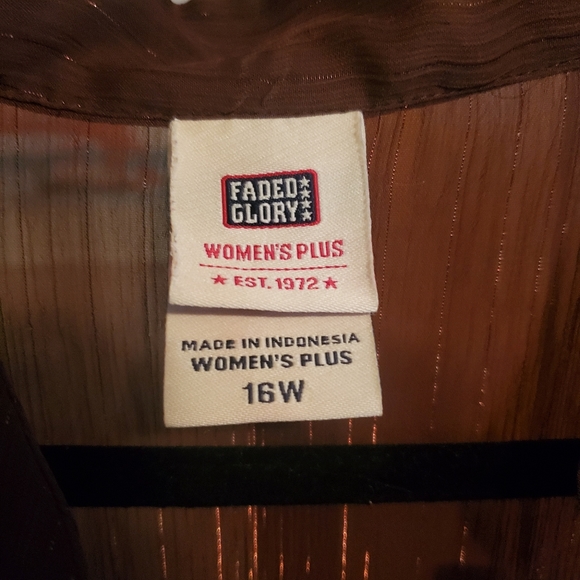 FADED
GLORY
WOMEN'S PLUS
★ EST. 1972 ★
MADE IN INDONESIA
WOMEN'S PLUS
16W